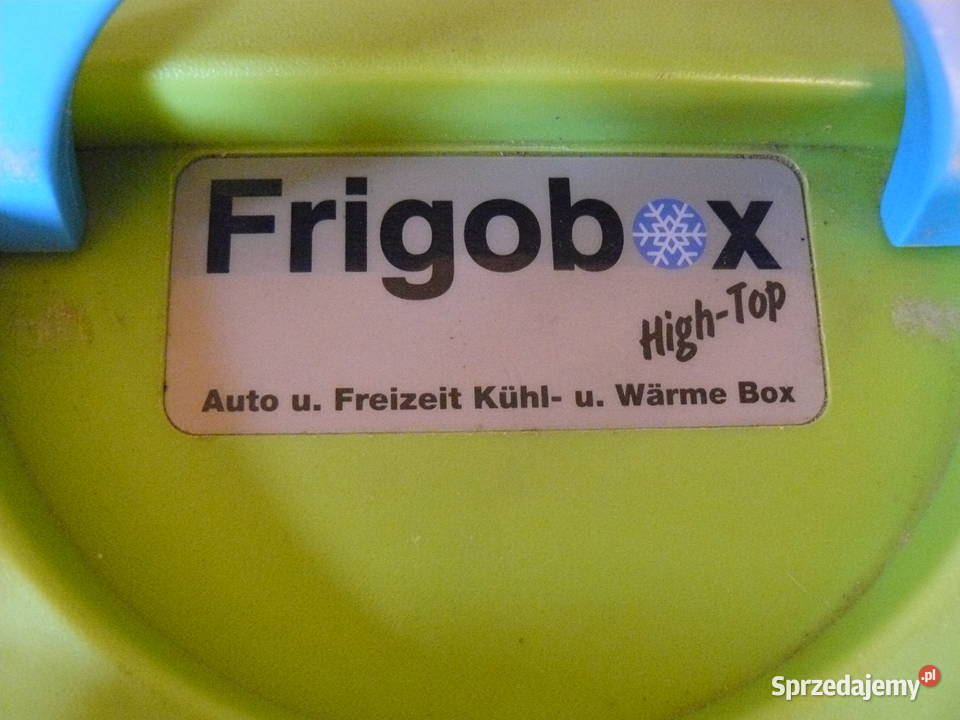 Frigobox
High-Top
Auto u. Freizeit Kühl- u. Wärme Box
Sprzedajemy.pl